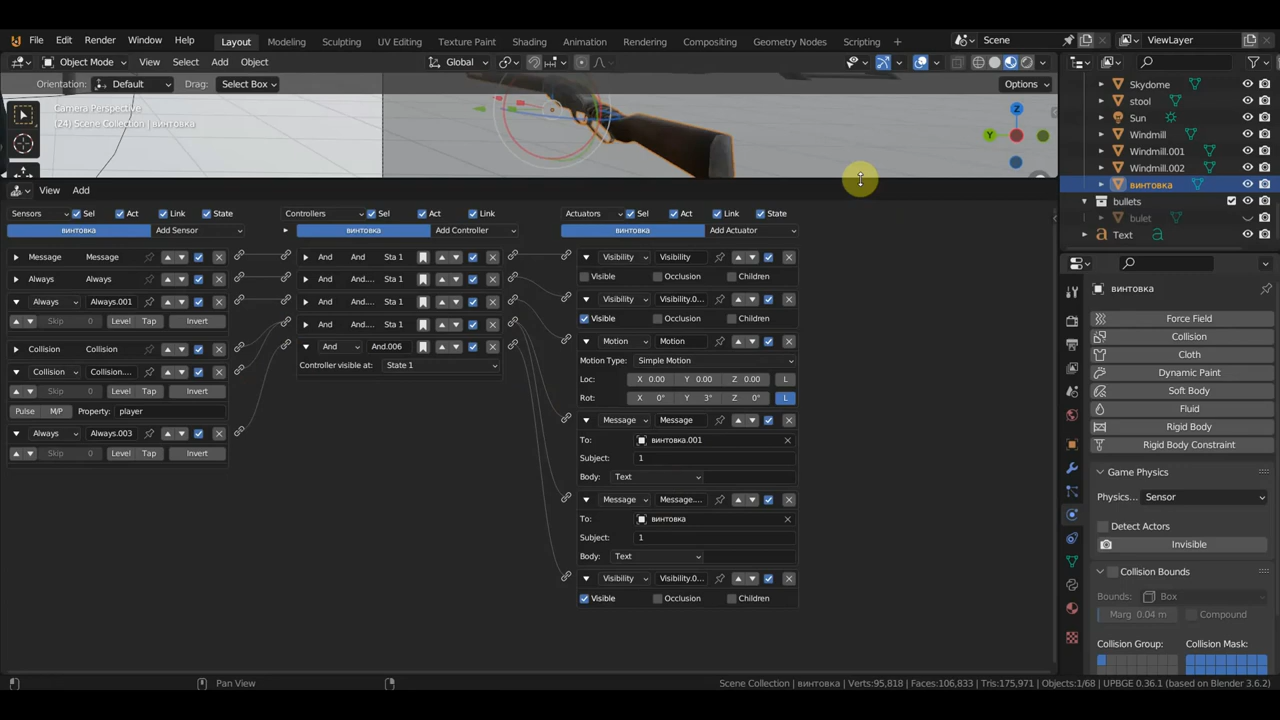 File Edit Render Window Help Layout Modeling Sculpting UV Editing Texture Paint Shading Animation Rendering Compositing Geometry Nodes Scripting + Scene ViewLayer
Object Mode View Select Add Object Global
Orientation: Default Drag: Select Box Options
Camera Perspective
(24) Scene Collection | винтовка
Z
Y
Skydome
stool
Sun
Windmill
Windmill.001
Windmill.002
винтовка
bullets
bulet
Text
View Add
Sensors Sel Act Link State Controllers Sel Act Link Actuators Sel Act Link State
винтовка Add Sensor винтовка Add Controller винтовка Add Actuator
Message Message And And Sta 1 Visibility Visibility
Visible Occlusion Children
Always Always And And... Sta 1
Always Always.001 And And... Sta 1 Visibility Visibility.0...
Skip 0 Level Tap Invert And And... Sta 1 Visible Occlusion Children
Collision Collision And And.006 Motion Motion
Controller visible at: State 1 Motion Type: Simple Motion
Collision Collision.... Loc: X 0.00 Y 0.00 Z 0.00 L
Skip 0 Level Tap Invert Rot: X 0° Y 3° Z 0° L
Pulse M/P Property: player Message Message
Always Always.003 To: винтовка.001
Skip 0 Level Tap Invert Subject: 1
Body: Text
Message Message....
To: винтовка
Subject: 1
Body: Text
Visibility Visibility.0...
Visible Occlusion Children
винтовка
Force Field
Collision
Cloth
Dynamic Paint
Soft Body
Fluid
Rigid Body
Rigid Body Constraint
Game Physics
Physics... Sensor
Detect Actors
Invisible
Collision Bounds
Bounds: Box
Marg 0.04 m Compound
Collision Group: Collision Mask:
Pan View Scene Collection | винтовка | Verts:95,818 | Faces:106,833 | Tris:175,971 | Objects:1/68 | UPBGE 0.36.1 (based on Blender 3.6.2)